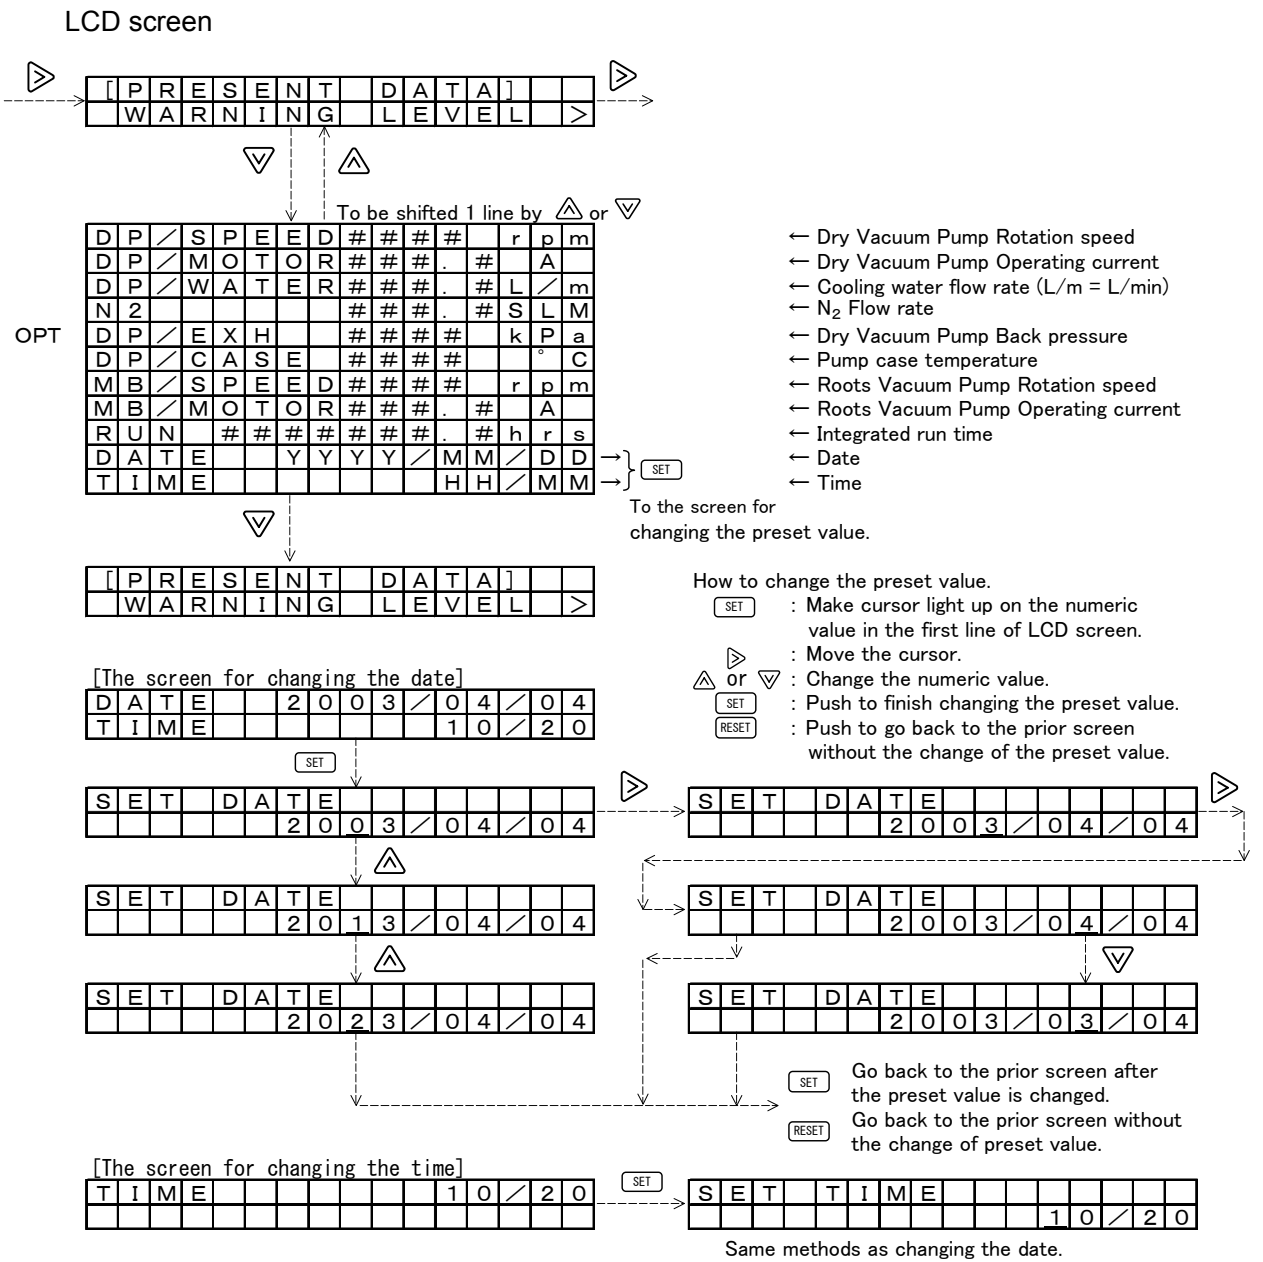 LCD screen
[PRESENT DATA]
WARNING LEVEL >
To be shifted 1 line by or
DP/SPEED#### rpm ← Dry Vacuum Pump Rotation speed
DP/MOTOR###.# A ← Dry Vacuum Pump Operating current
DP/WATER###.#L/m ← Cooling water flow rate (L/m = L/min)
N2 ###.#SLM ← N2 Flow rate
OPT DP/EXH #### kPa ← Dry Vacuum Pump Back pressure
DP/CASE #### °C ← Pump case temperature
MB/SPEED#### rpm ← Roots Vacuum Pump Rotation speed
MB/MOTOR###.# A ← Roots Vacuum Pump Operating current
RUN #######.#hrs ← Integrated run time
DATE YYYY/MM/DD → SET ← Date
TIME HH/MM → ← Time
To the screen for
changing the preset value.
[PRESENT DATA]
WARNING LEVEL >
How to change the preset value.
SET : Make cursor light up on the numeric
value in the first line of LCD screen.
: Move the cursor.
or : Change the numeric value.
SET : Push to finish changing the preset value.
RESET : Push to go back to the prior screen
without the change of the preset value.
[The screen for changing the date]
DATE 2003/04/04
TIME 10/20
SET
SET DATE
2003/04/04
SET DATE
2003/04/04
SET DATE
2013/04/04
SET DATE
2003/04/04
SET DATE
2023/04/04
SET DATE
2003/03/04
SET Go back to the prior screen after
the preset value is changed.
RESET Go back to the prior screen without
the change of preset value.
[The screen for changing the time]
TIME 10/20
SET
SET TIME
10/20
Same methods as changing the date.